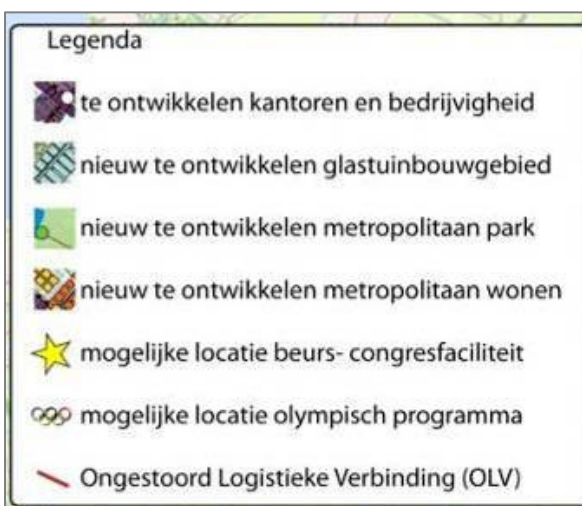 Legenda
te ontwikkelen kantoren en bedrijvigheid
nieuw te ontwikkelen glastuinbouwgebied
nieuw te ontwikkelen metropolitaan park
nieuw te ontwikkelen metropolitaan wonen
mogelijke locatie beurs- congresfaciliteit
mogelijke locatie olympisch programma
Ongestoord Logistieke Verbinding (OLV)